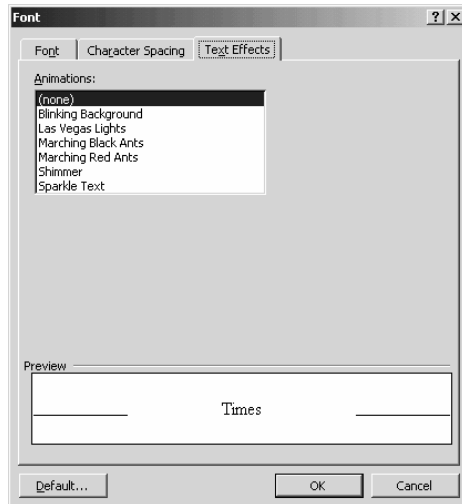 Font
Font Character Spacing Text Effects
Animations:
(none)
Blinking Background
Las Vegas Lights
Marching Black Ants
Marching Red Ants
Shimmer
Sparkle Text
Preview
Times
Default... OK Cancel